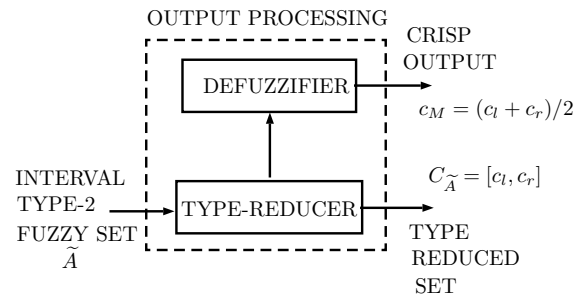 OUTPUT PROCESSING
CRISP
OUTPUT
DEFUZZIFIER
c_M = (c_l + c_r)/2
INTERVAL
TYPE-2
FUZZY SET
Ã
TYPE-REDUCER
C_Ã = [c_l, c_r]
TYPE
REDUCED
SET